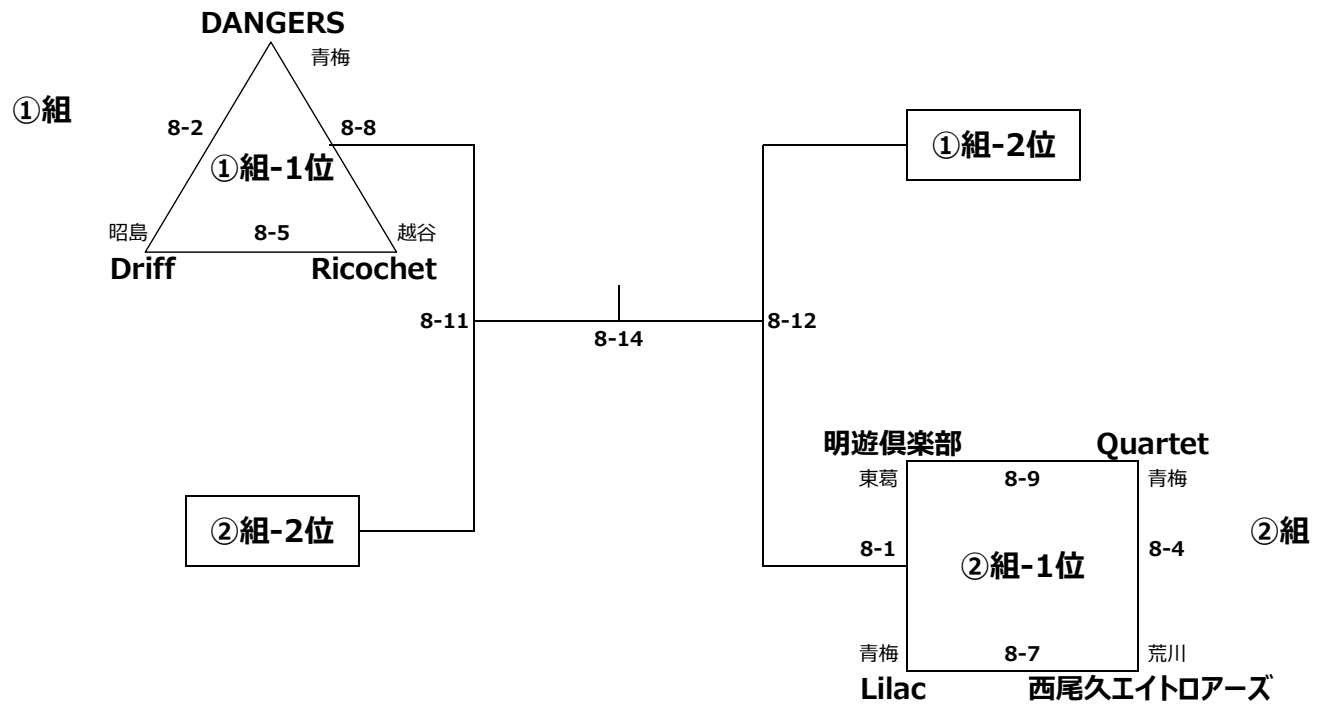 DANGERS
青梅
①組
8-2
8-8
①組-1位
昭島
8-5
越谷
Driff
Ricochet
①組-2位
8-11
8-14
8-12
②組-2位
明遊倶楽部
Quartet
東葛
8-9
青梅
②組
8-1
②組-1位
8-4
青梅
8-7
荒川
Lilac
西尾久エイトロアーズ